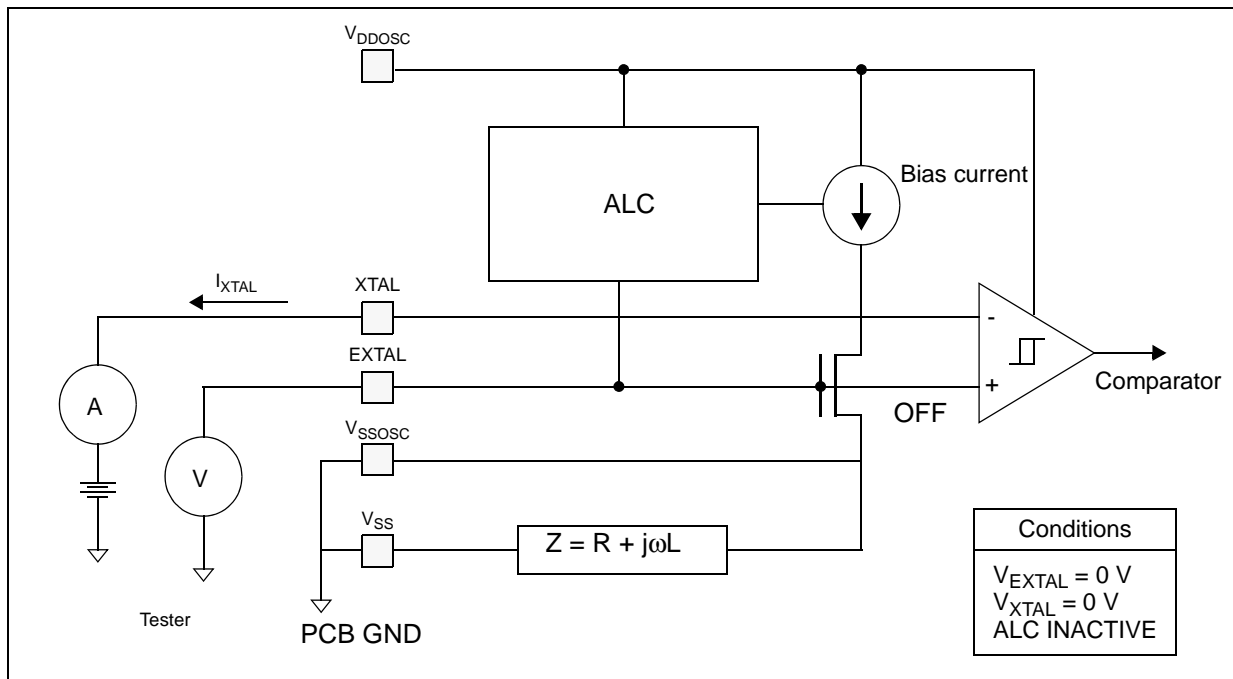 VDDOSC
Bias current
ALC
IXTAL
XTAL
-
EXTAL
+
Comparator
OFF
A
VSSOSC
V
VSS
Z = R + jωL
Tester
PCB GND
Conditions
VEXTAL = 0 V
VXTAL = 0 V
ALC INACTIVE